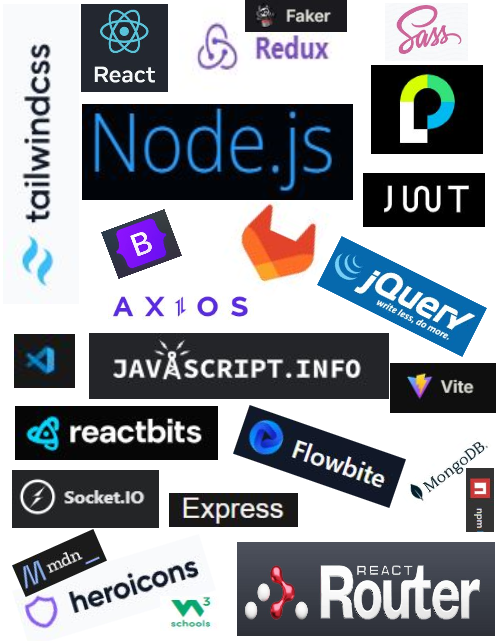 tailwindcss
React
Redux
Faker
Sass
Node.js
JWT
B
AXIOS
jQuery
write less, do more.
JAVASCRIPT.INFO
Vite
reactbits
Flowbite
MongoDB.
npm
Socket.IO
Express
mdn_
heroicons
W3
schools
REACT
Router